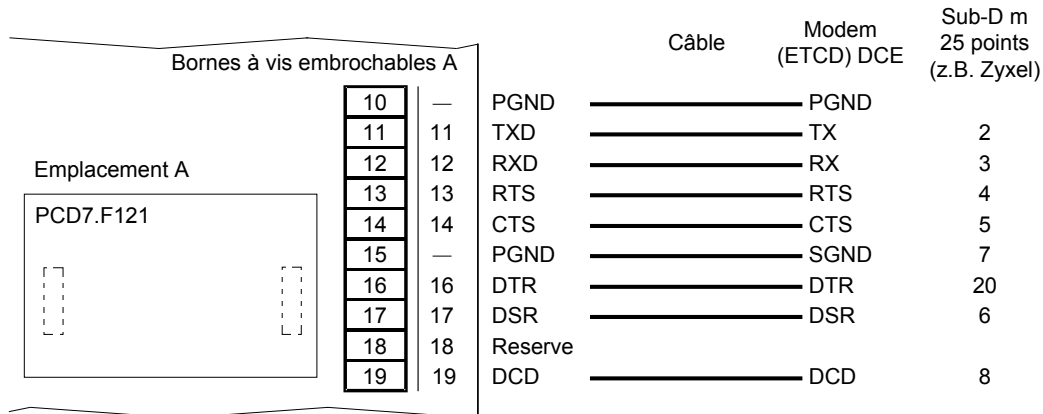 Câble
Modem
(ETCD) DCE
Sub-D m
25 points
(z.B. Zyxel)
Bornes à vis embrochables A
10 — PGND PGND
11 11 TXD TX 2
12 12 RXD RX 3
13 13 RTS RTS 4
14 14 CTS CTS 5
15 — PGND SGND 7
16 16 DTR DTR 20
17 17 DSR DSR 6
18 18 Reserve
19 19 DCD DCD 8
Emplacement A
PCD7.F121